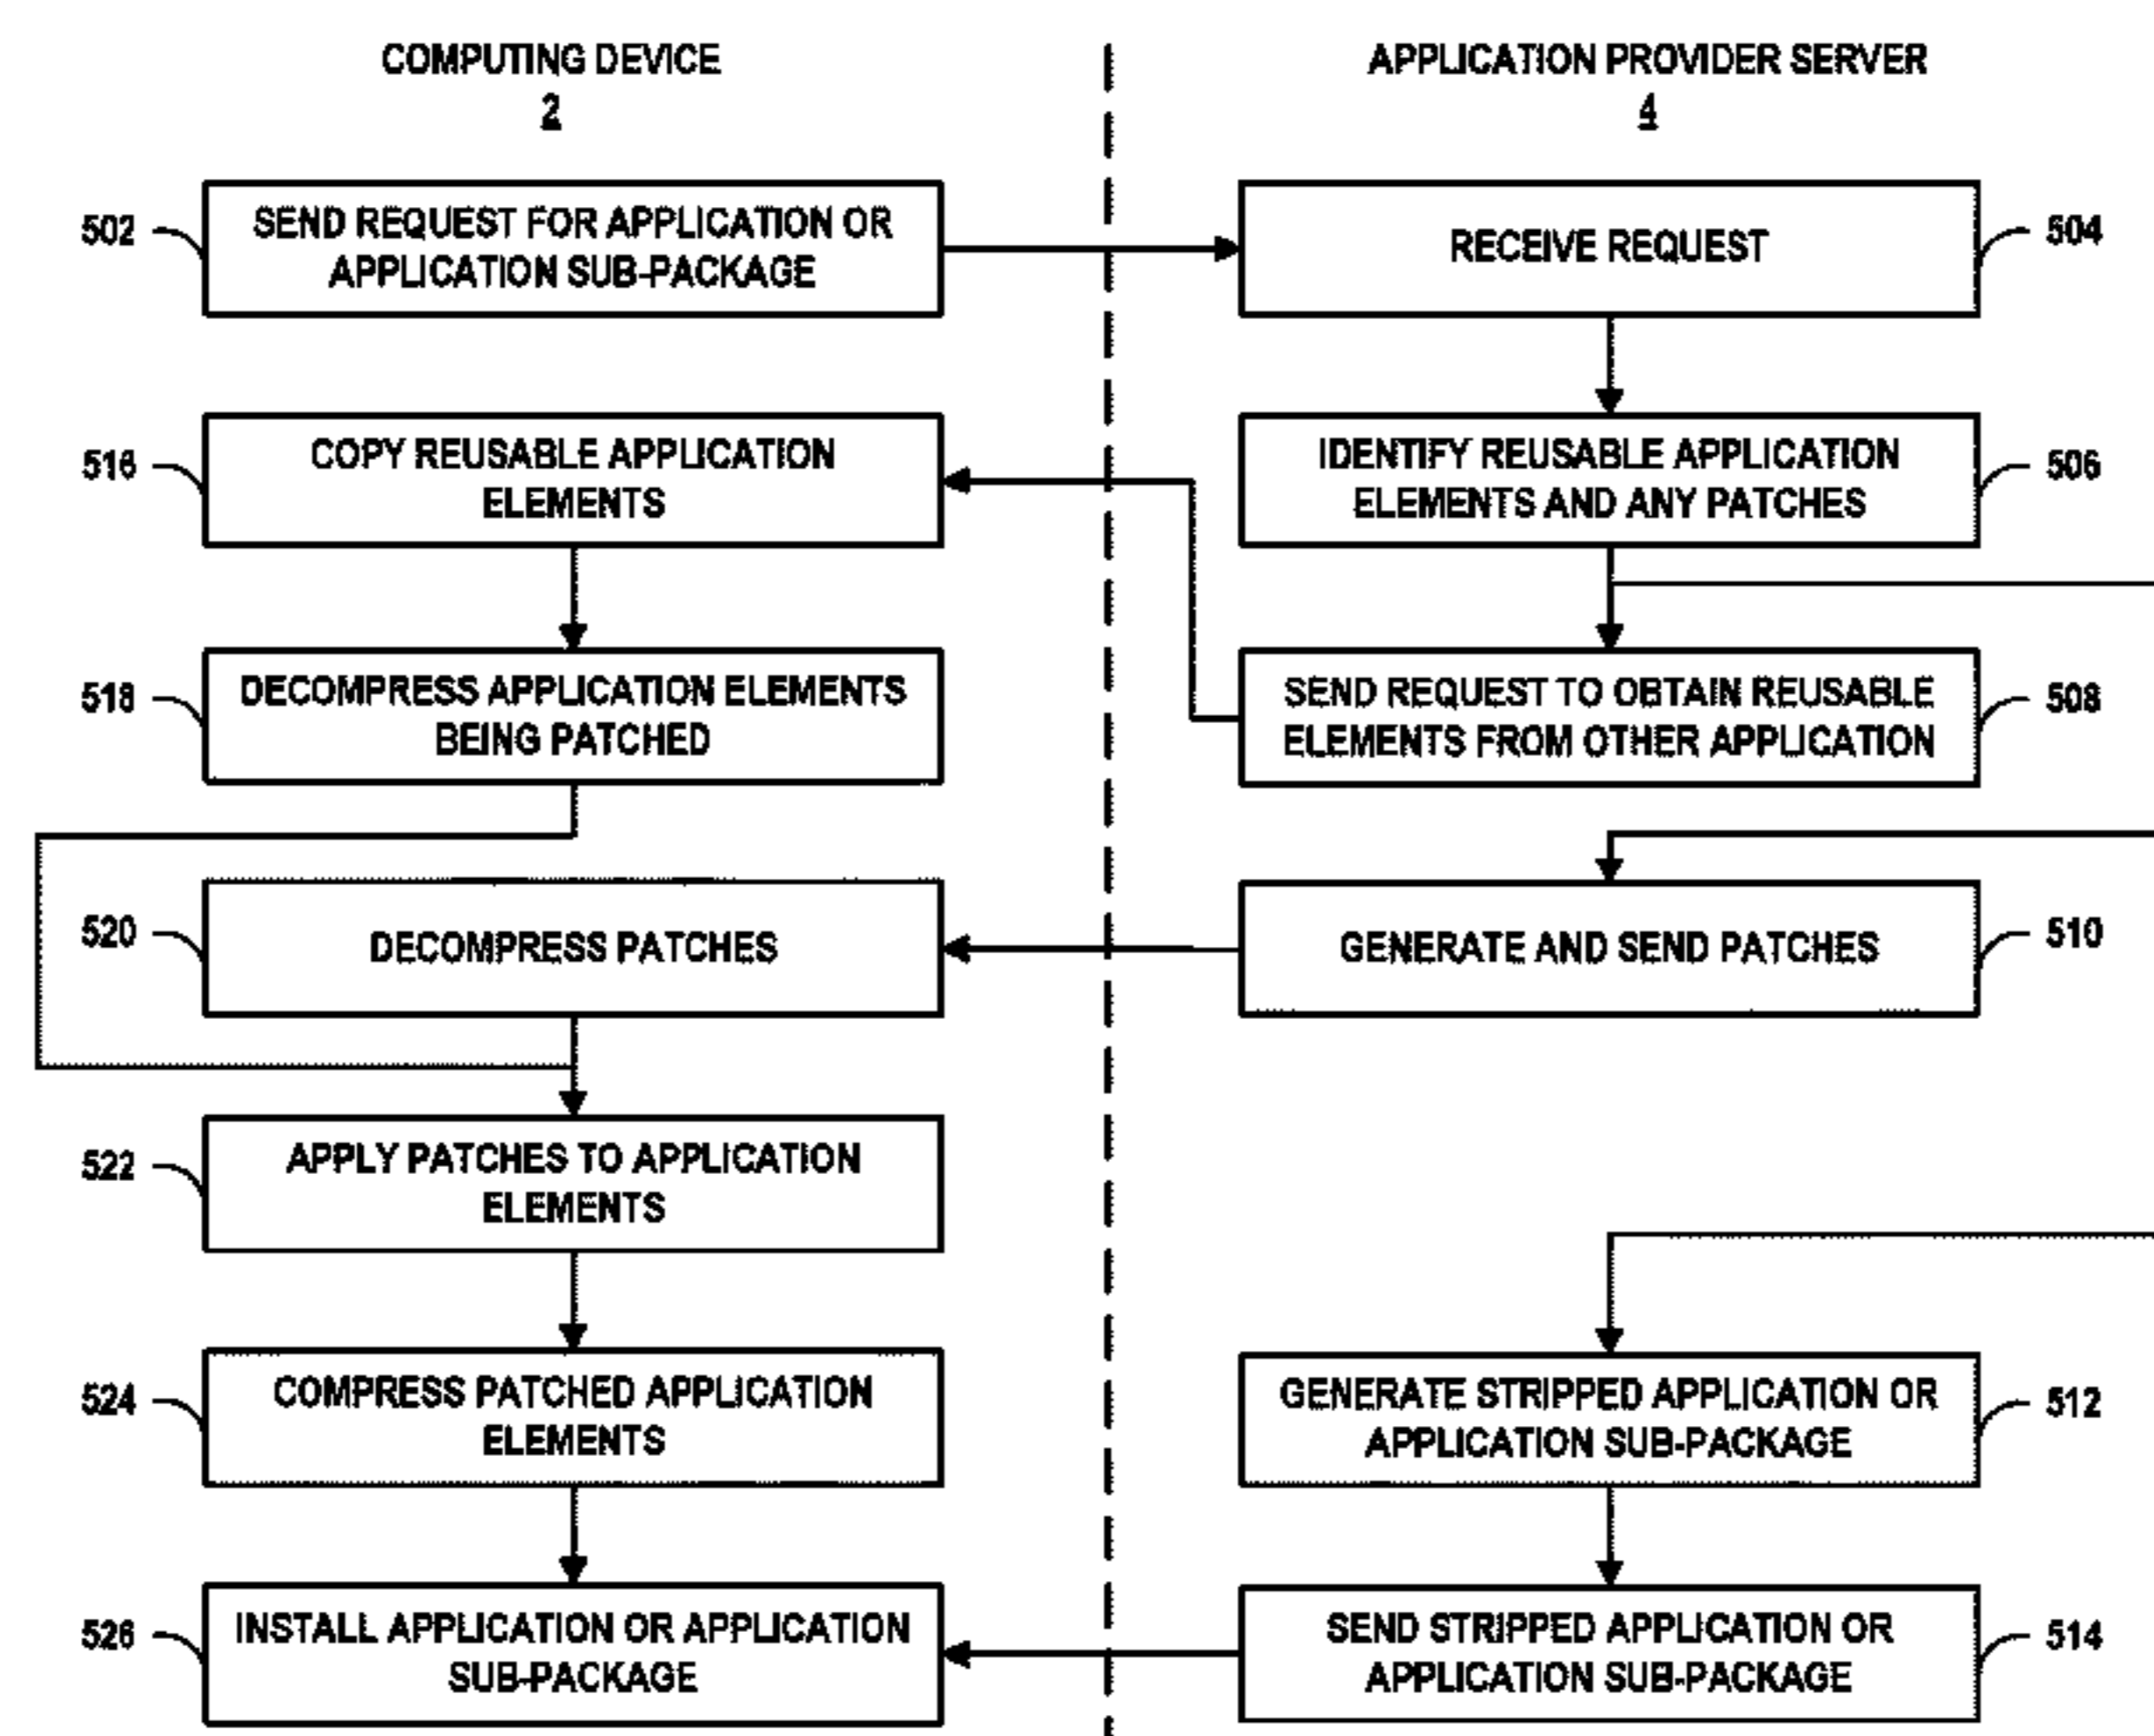 COMPUTING DEVICE
2
APPLICATION PROVIDER SERVER
4
502
SEND REQUEST FOR APPLICATION OR
APPLICATION SUB-PACKAGE
RECEIVE REQUEST
504
516
COPY REUSABLE APPLICATION
ELEMENTS
IDENTIFY REUSABLE APPLICATION
ELEMENTS AND ANY PATCHES
506
518
DECOMPRESS APPLICATION ELEMENTS
BEING PATCHED
SEND REQUEST TO OBTAIN REUSABLE
ELEMENTS FROM OTHER APPLICATION
508
520
DECOMPRESS PATCHES
GENERATE AND SEND PATCHES
510
522
APPLY PATCHES TO APPLICATION
ELEMENTS
524
COMPRESS PATCHED APPLICATION
ELEMENTS
GENERATE STRIPPED APPLICATION OR
APPLICATION SUB-PACKAGE
512
526
INSTALL APPLICATION OR APPLICATION
SUB-PACKAGE
SEND STRIPPED APPLICATION OR
APPLICATION SUB-PACKAGE
514